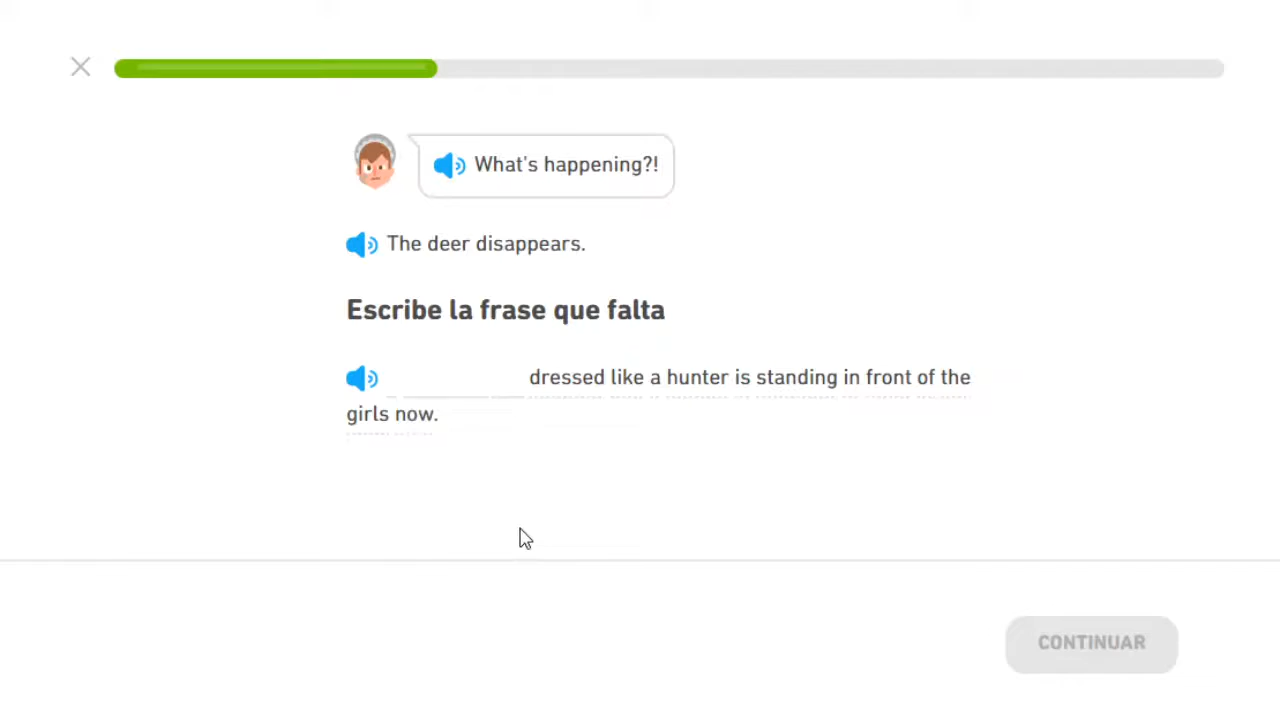 What's happening?!
The deer disappears.
Escribe la frase que falta
dressed like a hunter is standing in front of the
girls now.
CONTINUAR